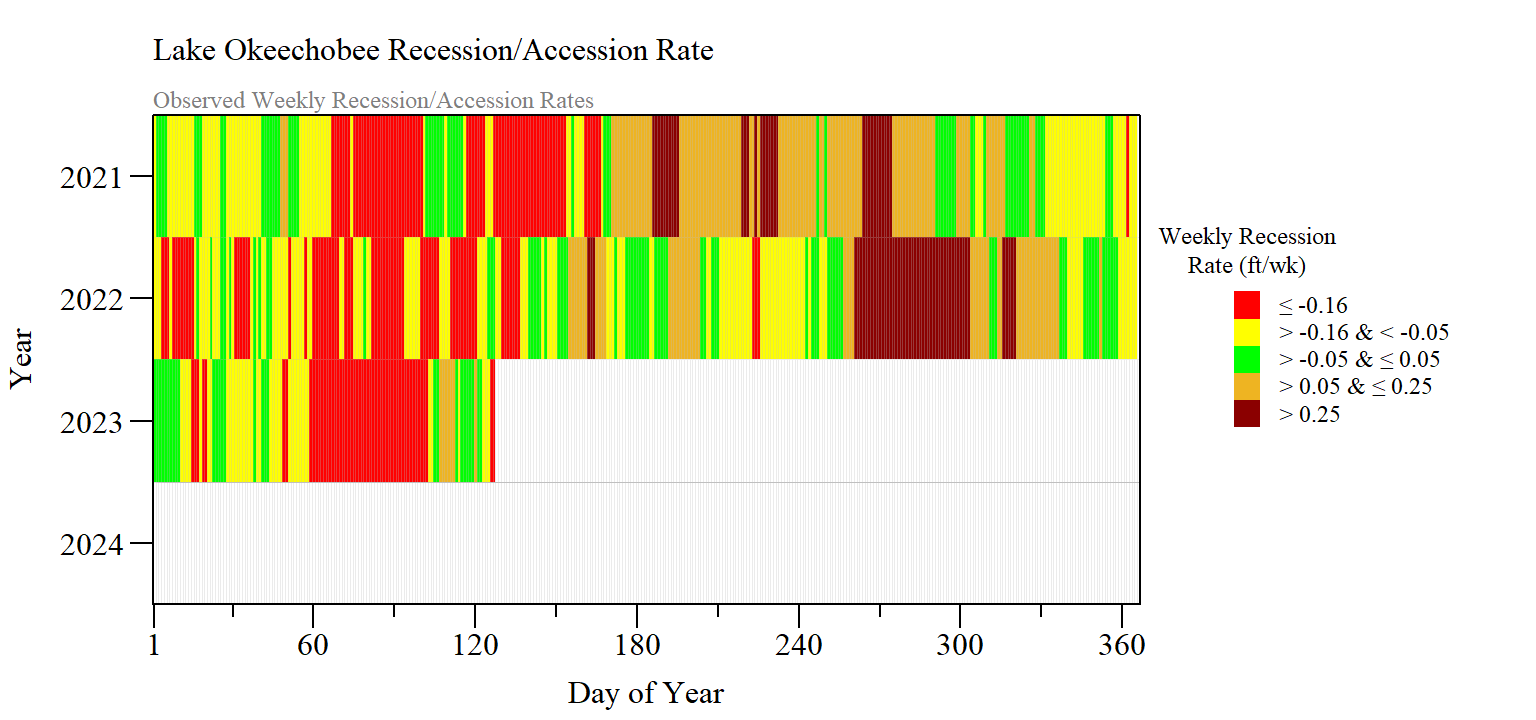 Lake Okeechobee Recession/Accession Rate
Observed Weekly Recession/Accession Rates
Year
2021
2022
2023
2024
1 60 120 180 240 300 360
Day of Year
Weekly Recession
Rate (ft/wk)
≤ -0.16
> -0.16 & < -0.05
> -0.05 & ≤ 0.05
> 0.05 & ≤ 0.25
> 0.25